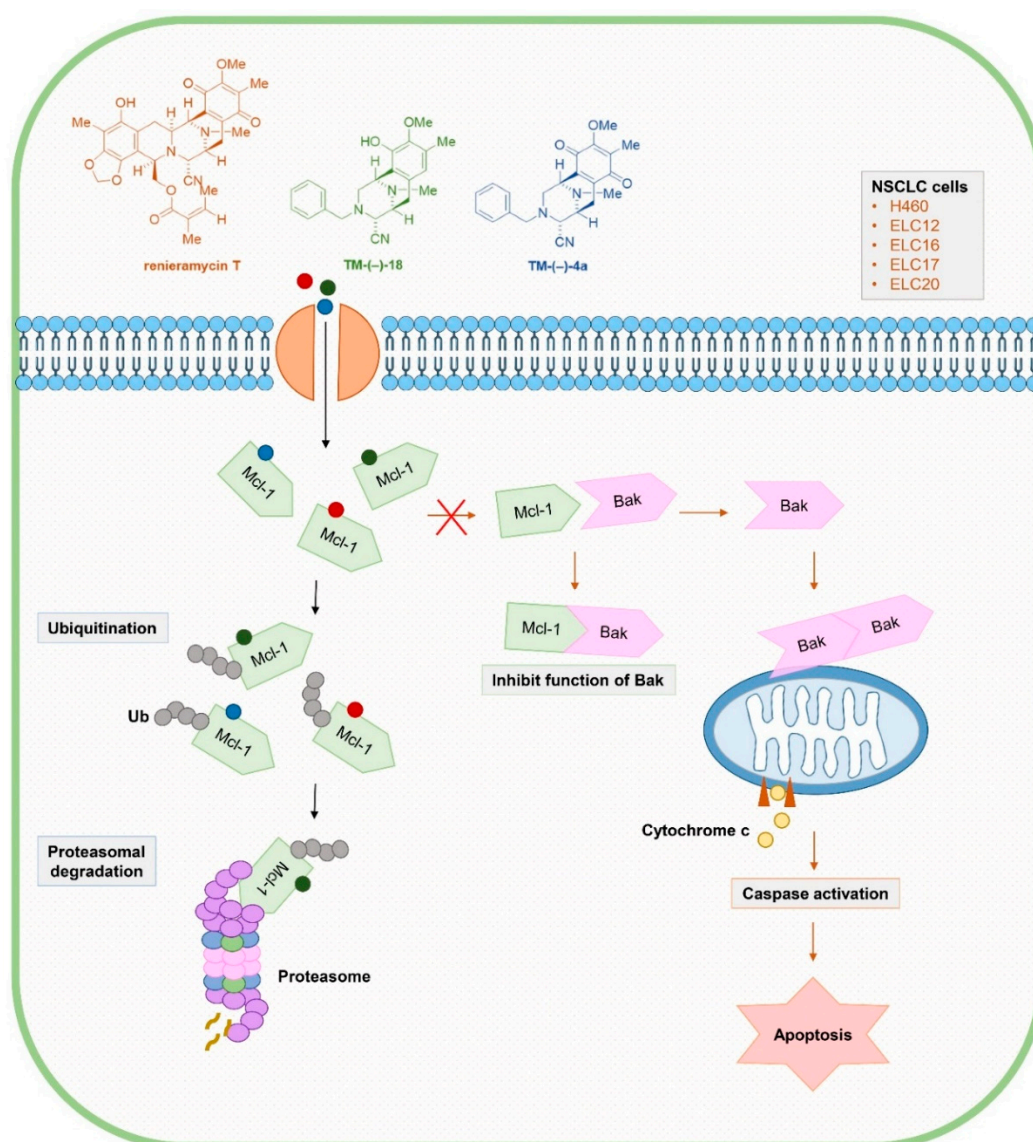 OMe
O
Me
OH
H
H
O
Me
N
Me
N
H
O
O
H
CN
O
Me
O
H
Me
renieramycin T
OMe
HO
Me
H
N
Me
N
H
CN
TM-(–)-18
OMe
O
Me
H
O
N
Me
N
H
CN
TM-(–)-4a
NSCLC cells
• H460
• ELC12
• ELC16
• ELC17
• ELC20
Mcl-1
Mcl-1
Mcl-1
Mcl-1
Bak
Bak
Ubiquitination
Mcl-1
Mcl-1
Bak
Bak
Bak
Inhibit function of Bak
Ub
Mcl-1
Mcl-1
Cytochrome c
Proteasomal
degradation
Mcl-1
Caspase activation
Proteasome
Apoptosis